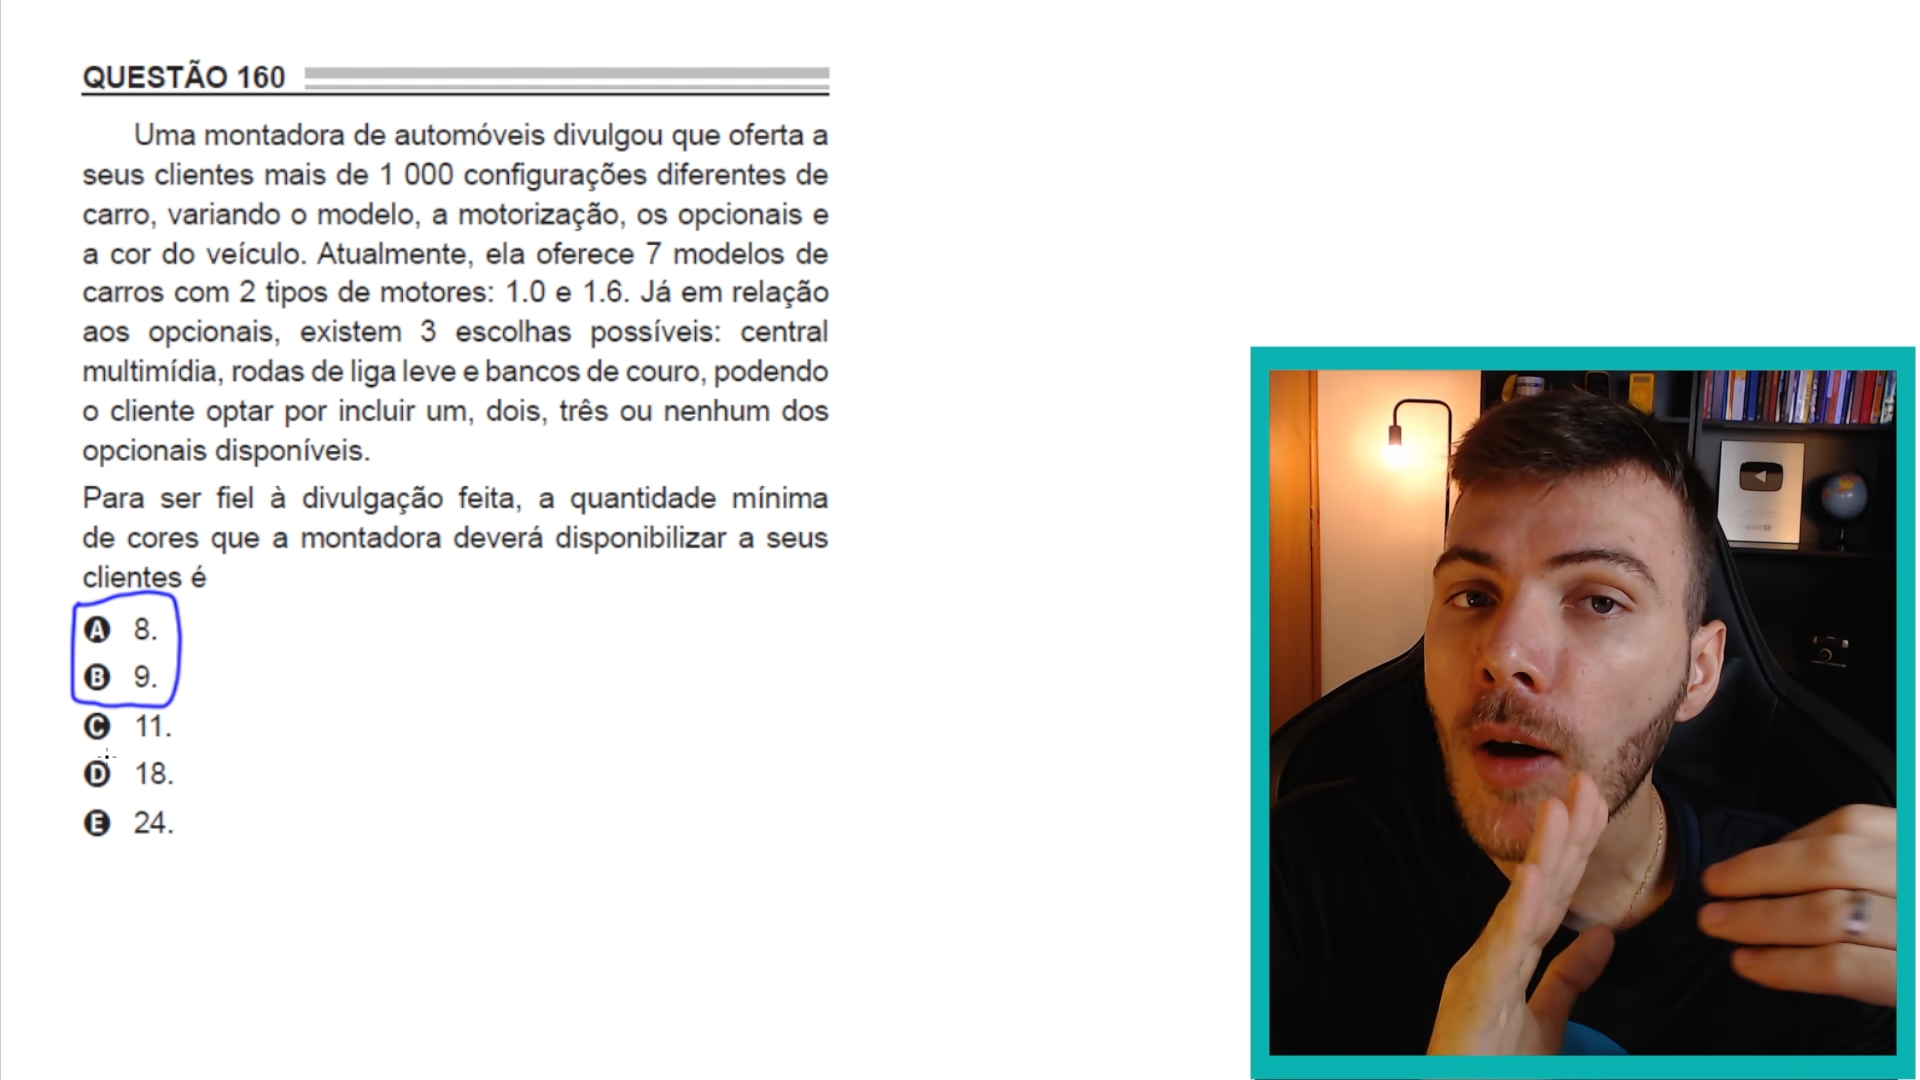 QUESTÃO 160
Uma montadora de automóveis divulgou que oferta a
seus clientes mais de 1 000 configurações diferentes de
carro, variando o modelo, a motorização, os opcionais e
a cor do veículo. Atualmente, ela oferece 7 modelos de
carros com 2 tipos de motores: 1.0 e 1.6. Já em relação
aos opcionais, existem 3 escolhas possíveis: central
multimídia, rodas de liga leve e bancos de couro, podendo
o cliente optar por incluir um, dois, três ou nenhum dos
opcionais disponíveis.
Para ser fiel à divulgação feita, a quantidade mínima
de cores que a montadora deverá disponibilizar a seus
clientes é
A 8.
B 9.
C 11.
D 18.
E 24.